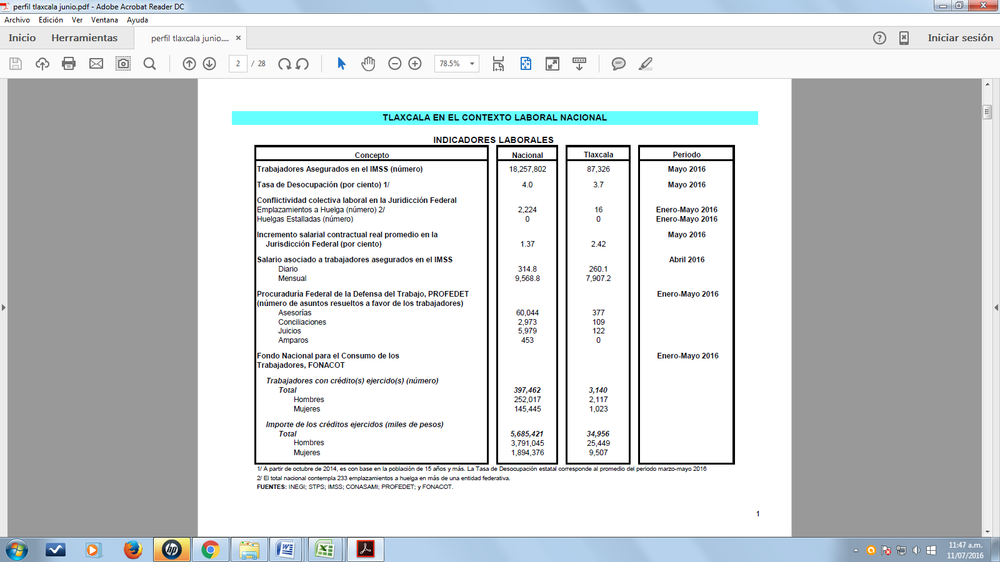 perfil tlaxcala junio.pdf - Adobe Acrobat Reader DC
Archivo Edición Ver Ventana Ayuda
Inicio Herramientas perfil tlaxcala junio.... × Iniciar sesión
2 / 28 78.5%
TLAXCALA EN EL CONTEXTO LABORAL NACIONAL
INDICADORES LABORALES
Concepto Nacional Tlaxcala Periodo
Trabajadores Asegurados en el IMSS (número) 18,257,802 87,326 Mayo 2016
Tasa de Desocupación (por ciento) 1/ 4.0 3.7 Mayo 2016
Conflictividad colectiva laboral en la Juridicción Federal
Emplazamientos a Huelga (número) 2/ 2,224 16 Enero-Mayo 2016
Huelgas Estalladas (número) 0 0 Enero-Mayo 2016
Incremento salarial contractual real promedio en la Mayo 2016
Jurisdicción Federal (por ciento) 1.37 2.42
Salario asociado a trabajadores asegurados en el IMSS Abril 2016
Diario 314.8 260.1
Mensual 9,568.8 7,907.2
Procuraduría Federal de la Defensa del Trabajo, PROFEDET Enero-Mayo 2016
(número de asuntos resueltos a favor de los trabajadores)
Asesorías 60,044 377
Conciliaciones 2,973 109
Juicios 5,979 122
Amparos 453 0
Fondo Nacional para el Consumo de los Enero-Mayo 2016
Trabajadores, FONACOT
Trabajadores con crédito(s) ejercido(s) (número)
Total 397,462 3,140
Hombres 252,017 2,117
Mujeres 145,445 1,023
Importe de los créditos ejercidos (miles de pesos)
Total 5,685,421 34,956
Hombres 3,791,045 25,449
Mujeres 1,894,376 9,507
1/ A partir de octubre de 2014, es con base en la población de 15 años y más. La Tasa de Desocupación estatal corresponde al promedio del periodo marzo-mayo 2016
2/ El total nacional contempla 233 emplazamientos a huelga en más de una entidad federativa.
FUENTES: INEGI; STPS; IMSS; CONASAMI; PROFEDET; y FONACOT.
1
11:47 a.m.
11/07/2016